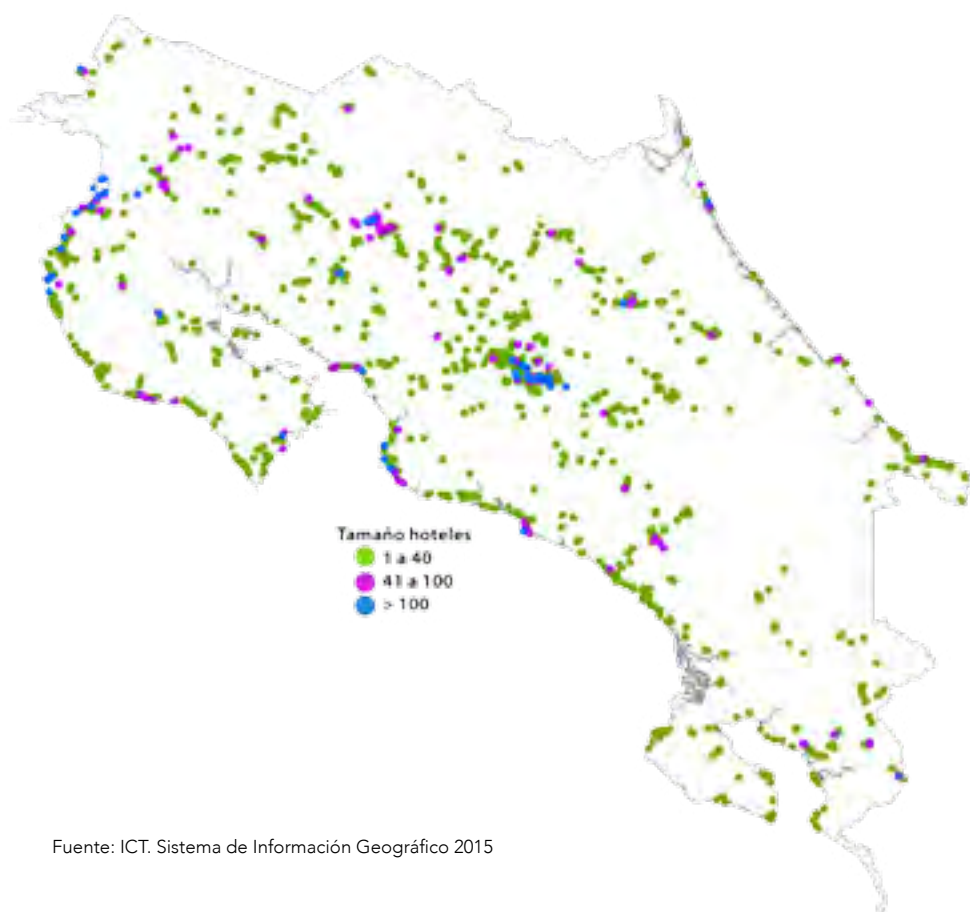 Tamaño hoteles
1 a 40
41 a 100
> 100
Fuente: ICT. Sistema de Información Geográfico 2015